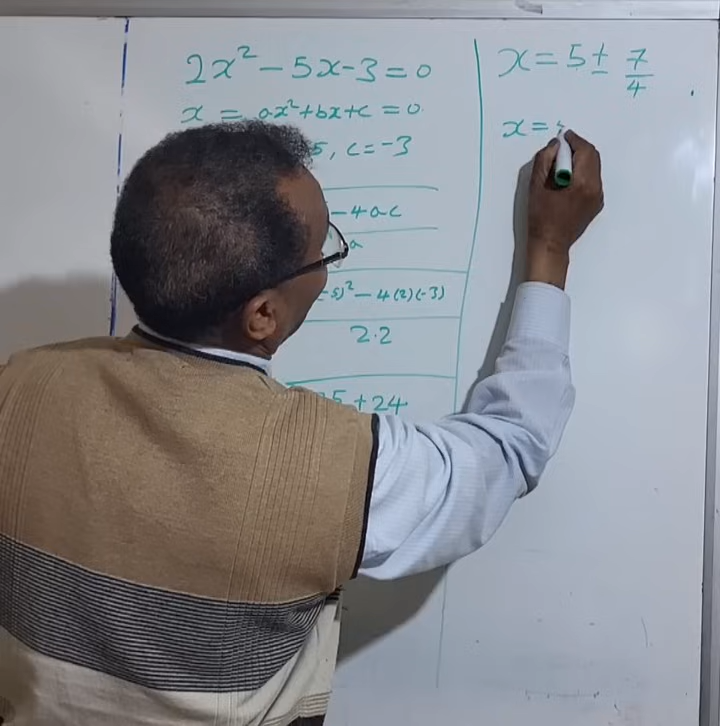 2x² - 5x - 3 = 0
x = ax² + bx + c = 0
5, c = -3
- 4ac
a
-5)² - 4(2)(-3)
2·2
25 + 24
x = 5 ± 7/4
x =